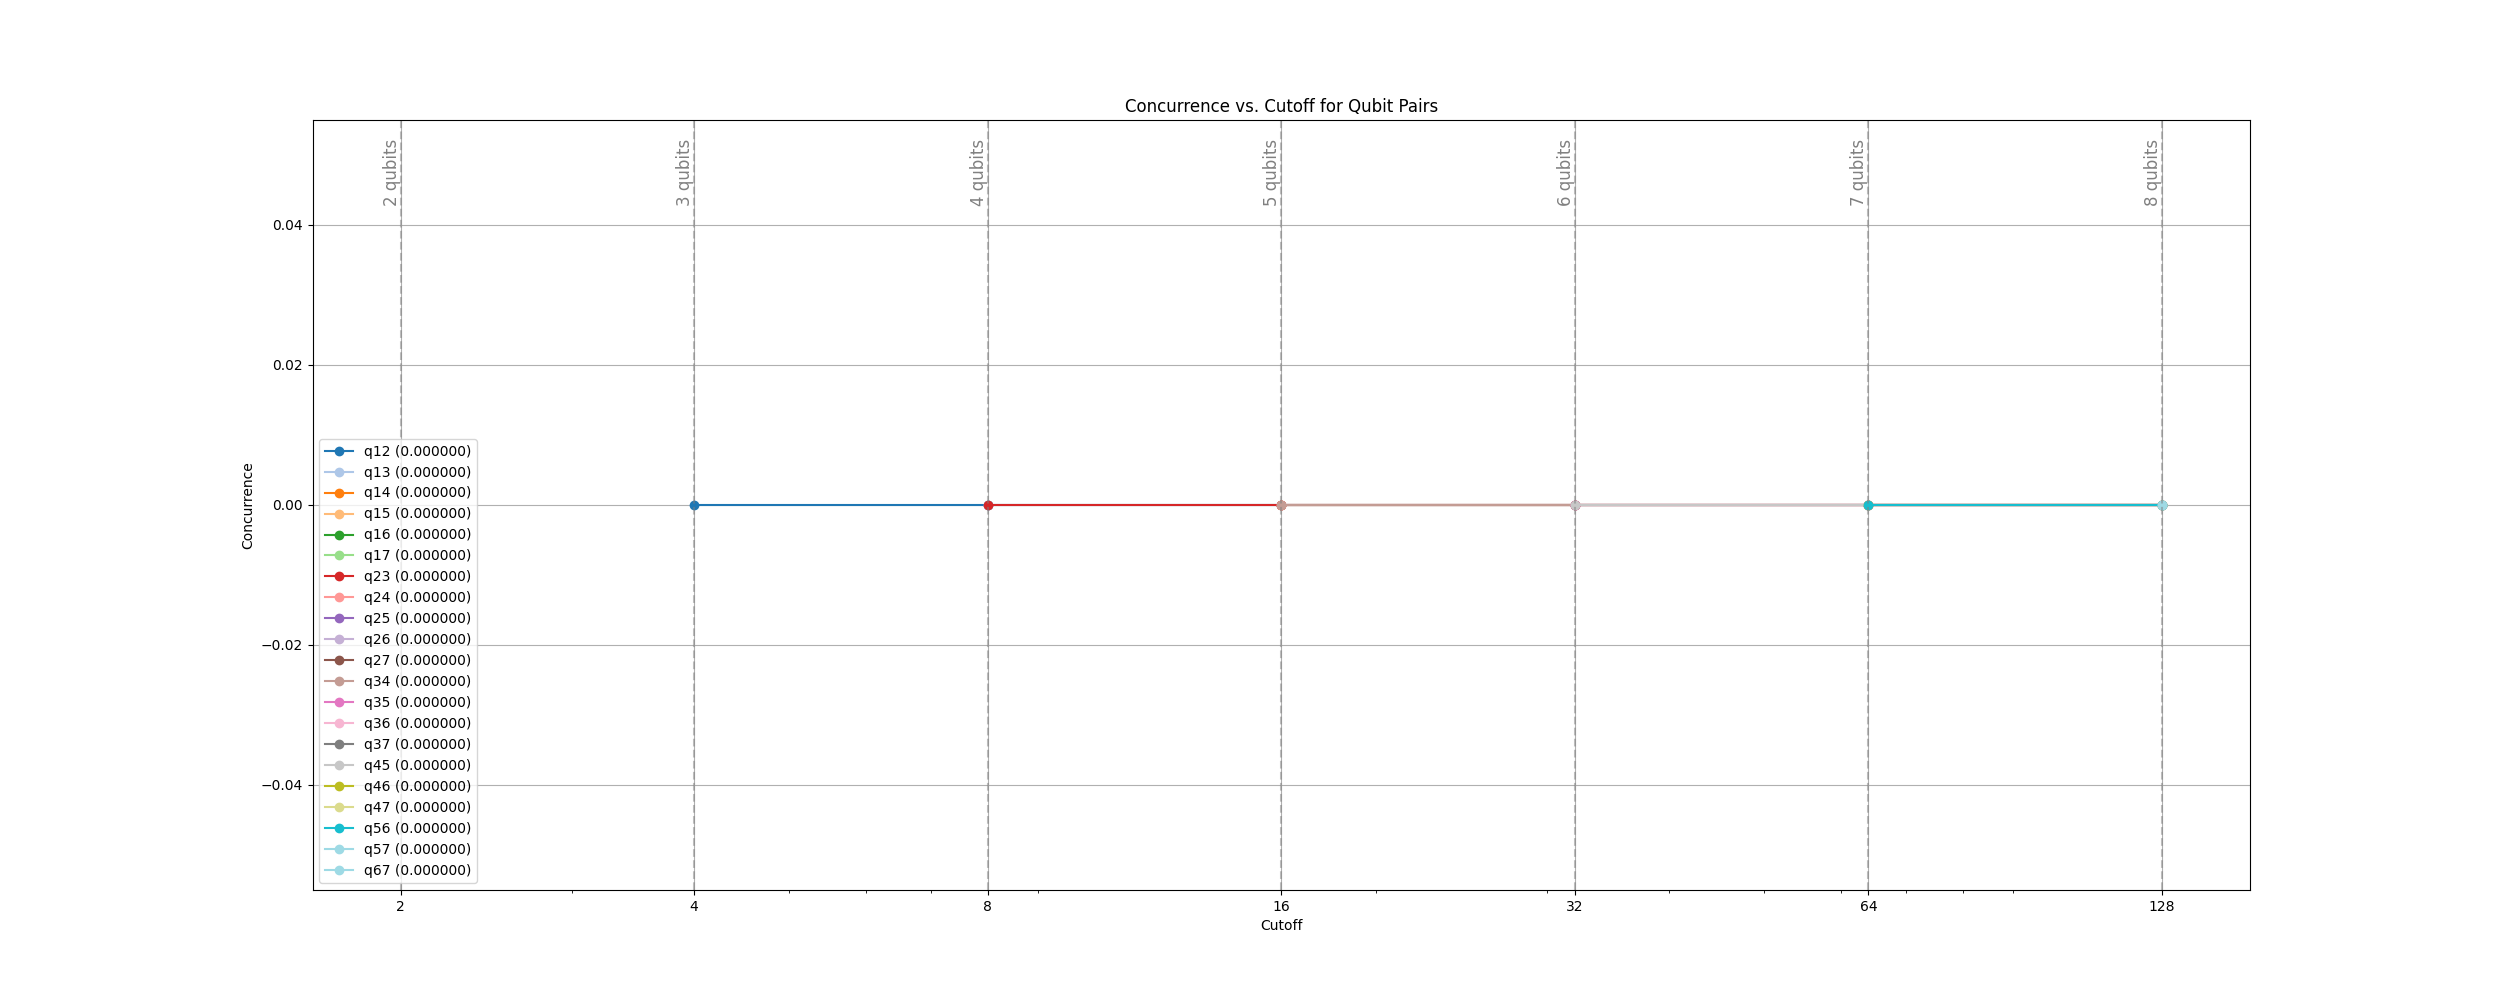 Concurrence vs. Cutoff for Qubit Pairs
2 qubits
3 qubits
4 qubits
5 qubits
6 qubits
7 qubits
8 qubits
0.04
0.02
0.00
−0.02
−0.04
Concurrence
q12 (0.000000)
q13 (0.000000)
q14 (0.000000)
q15 (0.000000)
q16 (0.000000)
q17 (0.000000)
q23 (0.000000)
q24 (0.000000)
q25 (0.000000)
q26 (0.000000)
q27 (0.000000)
q34 (0.000000)
q35 (0.000000)
q36 (0.000000)
q37 (0.000000)
q45 (0.000000)
q46 (0.000000)
q47 (0.000000)
q56 (0.000000)
q57 (0.000000)
q67 (0.000000)
2 4 8 16 32 64 128
Cutoff